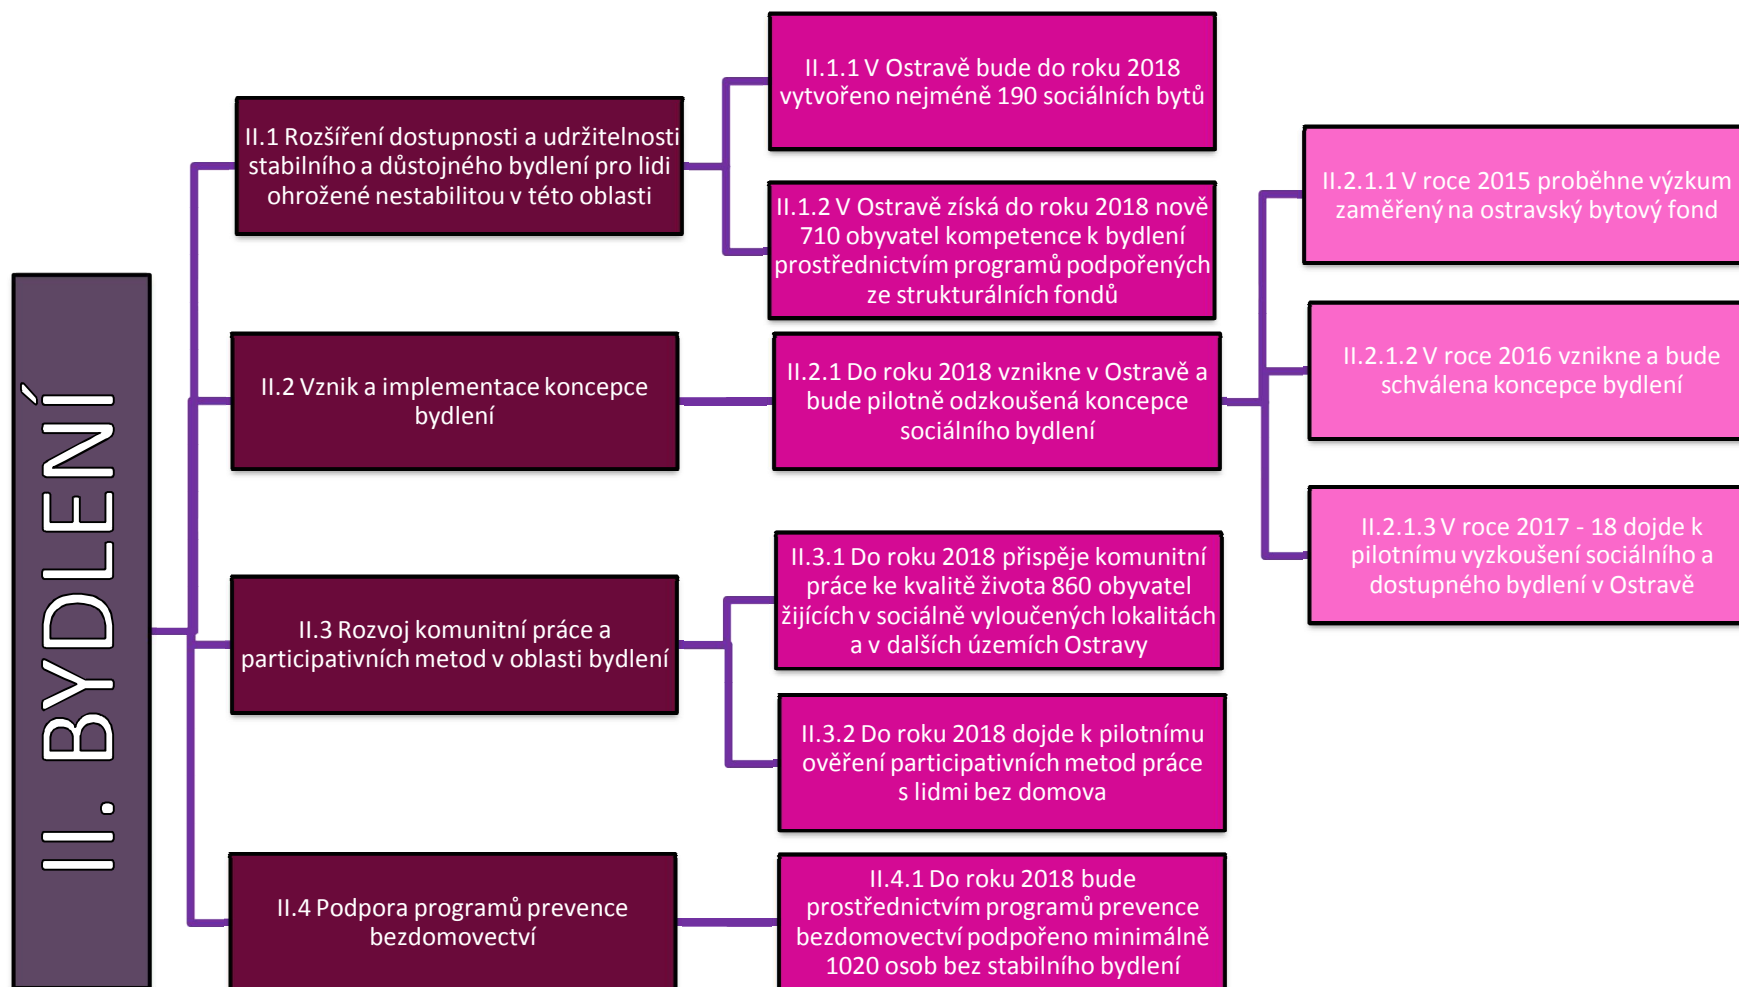 II. BYDLENÍ
II.1 Rozšíření dostupnosti a udržitelnosti
stabilního a důstojného bydlení pro lidi
ohrožené nestabilitou v této oblasti
II.1.1 V Ostravě bude do roku 2018
vytvořeno nejméně 190 sociálních bytů
II.1.2 V Ostravě získá do roku 2018 nově
710 obyvatel kompetence k bydlení
prostřednictvím programů podpořených
ze strukturálních fondů
II.2 Vznik a implementace koncepce
bydlení
II.2.1 Do roku 2018 vznikne v Ostravě a
bude pilotně odzkoušená koncepce
sociálního bydlení
II.2.1.1 V roce 2015 proběhne výzkum
zaměřený na ostravský bytový fond
II.2.1.2 V roce 2016 vznikne a bude
schválena koncepce bydlení
II.2.1.3 V roce 2017 - 18 dojde k
pilotnímu vyzkoušení sociálního a
dostupného bydlení v Ostravě
II.3 Rozvoj komunitní práce a
participativních metod v oblasti bydlení
II.3.1 Do roku 2018 přispěje komunitní
práce ke kvalitě života 860 obyvatel
žijících v sociálně vyloučených lokalitách
a v dalších územích Ostravy
II.3.2 Do roku 2018 dojde k pilotnímu
ověření participativních metod práce
s lidmi bez domova
II.4 Podpora programů prevence
bezdomovectví
II.4.1 Do roku 2018 bude
prostřednictvím programů prevence
bezdomovectví podpořeno minimálně
1020 osob bez stabilního bydlení